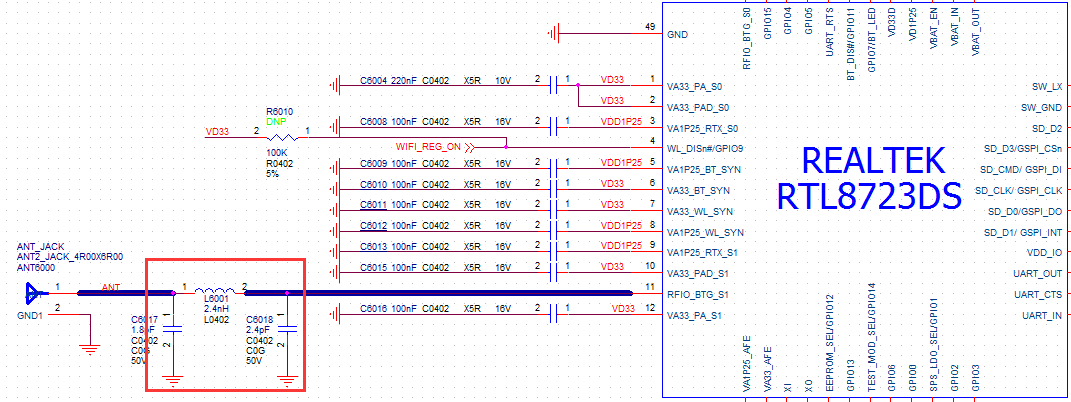 RFIO_BTG_S0
GPIO15
GPIO4
GPIO5
UART_RTS
BT_DIS#/GPIO11
GPIO7/BT_LED
VD33D
VD1P25
VBAT_EN
VBAT_IN
VBAT_OUT
49
GND
C6004 220nF C0402 X5R 10V 2 1 VD33 1 VA33_PA_S0 SW_LX
VD33 2 VA33_PAD_S0 SW_GND
R6010
DNP
C6008 100nF C0402 X5R 16V 2 1 VDD1P25 3 VA1P25_RTX_S0 SD_D2
VD33 2 1
WIFI_REG_ON 4 WL_DISn#/GPIO9 SD_D3/GSPI_CSn
100K
R0402
5%
C6009 100nF C0402 X5R 16V 2 1 VDD1P25 5 VA1P25_BT_SYN SD_CMD/ GSPI_DI
C6010 100nF C0402 X5R 16V 2 1 VD33 6 VA33_BT_SYN SD_CLK/ GSPI_CLK
C6011 100nF C0402 X5R 16V 2 1 VD33 7 VA33_WL_SYN SD_D0/GSPI_DO
C6012 100nF C0402 X5R 16V 2 1 VDD1P25 8 VA1P25_WL_SYN SD_D1/ GSPI_INT
C6013 100nF C0402 X5R 16V 2 1 VDD1P25 9 VA1P25_RTX_S1 VDD_IO
C6015 100nF C0402 X5R 16V 2 1 VD33 10 VA33_PAD_S1 UART_OUT
REALTEK
RTL8723DS
ANT_JACK
ANT2_JACK_4R00X6R00
ANT6000
1 ANT 1 2 11 RFIO_BTG_S1 UART_CTS
L6001
2.4nH
L0402
C6016 100nF C0402 X5R 16V 2 1 VD33 12 VA33_PA_S1 UART_IN
GND1 2
1
C6017
1.8pF
C0402
C0G
50V
2
1
C6018
2.4pF
C0402
C0G
50V
2
VA1P25_AFE
VA33_AFE
XI
XO
EEPROM_SEL/GPIO12
GPIO13
TEST_MOD_SEL/GPIO14
GPIO6
GPIO0
SPS_LDO_SEL/GPIO1
GPIO2
GPIO3